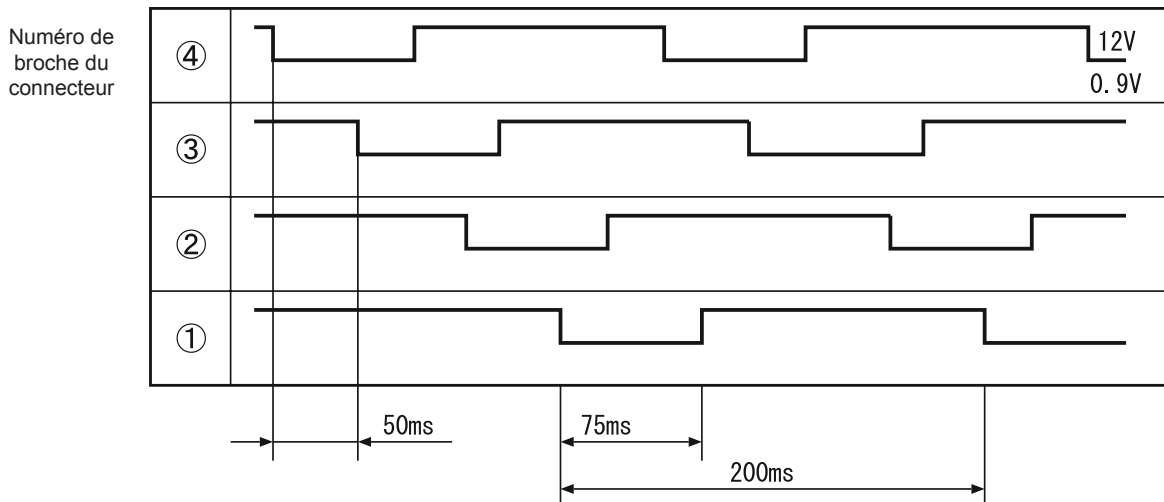 Numéro de
broche du
connecteur
④
12V
0.9V
③
②
①
50ms
75ms
200ms